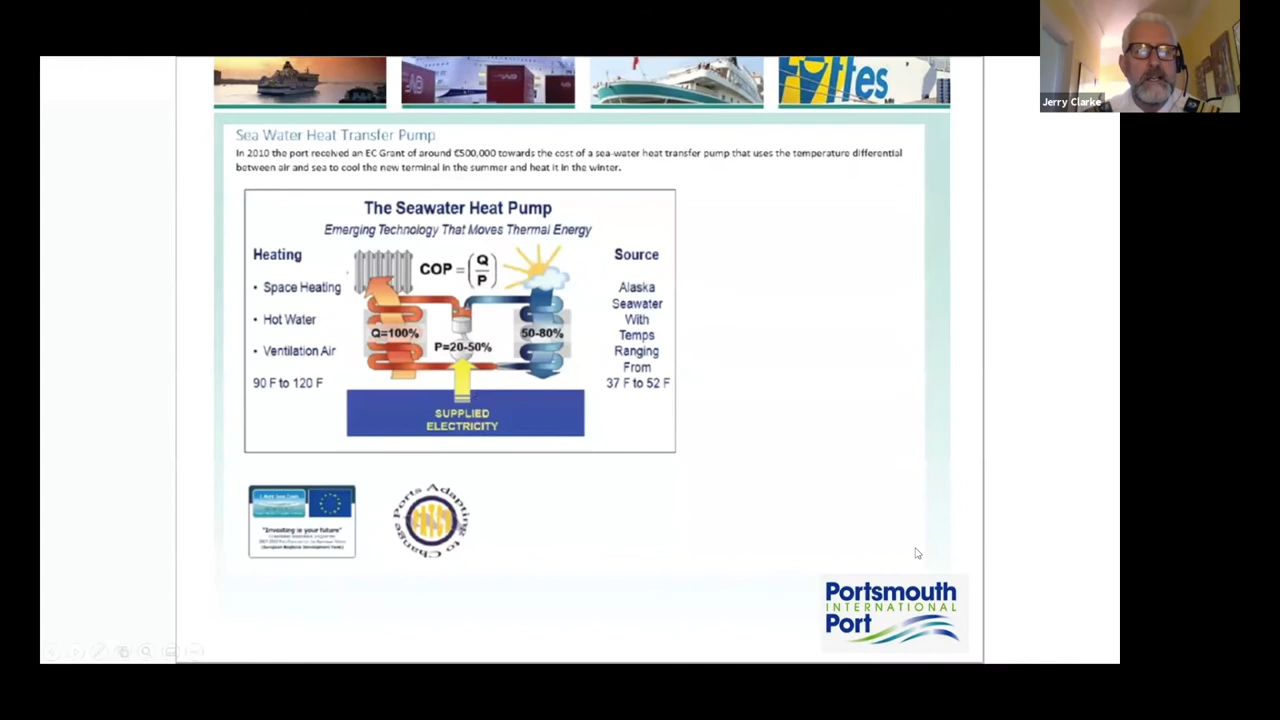 ffes
Jerry Clarke
Sea Water Heat Transfer Pump
In 2010 the port received an EC Grant of around €500,000 towards the cost of a sea-water heat transfer pump that uses the temperature differential
between air and sea to cool the new terminal in the summer and heat it in the winter.
The Seawater Heat Pump
Emerging Technology That Moves Thermal Energy
Heating
• Space Heating
• Hot Water
• Ventilation Air
90 F to 120 F
COP = (Q/P)
Q=100%
P=20-50%
50-80%
SUPPLIED
ELECTRICITY
Source
Alaska
Seawater
With
Temps
Ranging
From
37 F to 52 F
"Investing in your future"
Ports Adapting to Change
Portsmouth
INTERNATIONAL
Port